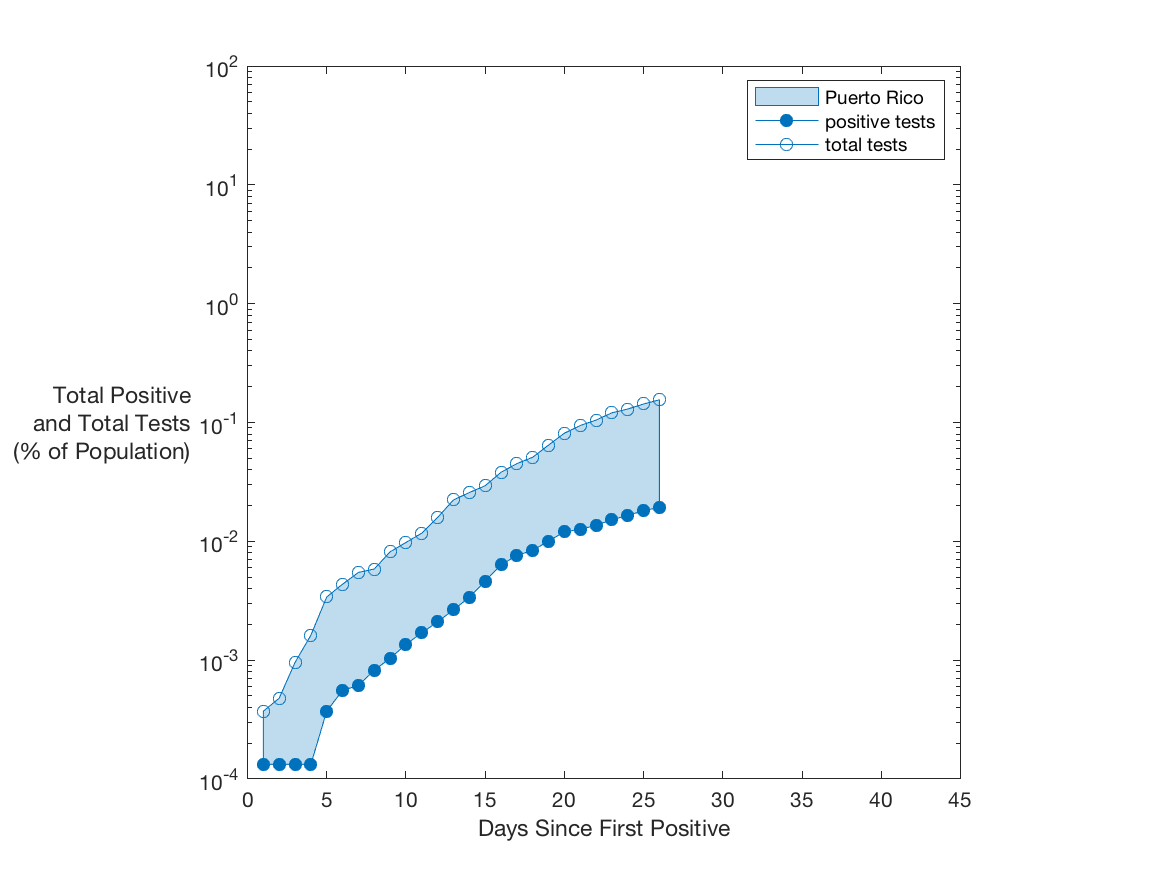 10^2
10^1
10^0
10^-1
10^-2
10^-3
10^-4
Total Positive
and Total Tests
(% of Population)
Puerto Rico
positive tests
total tests
0 5 10 15 20 25 30 35 40 45
Days Since First Positive